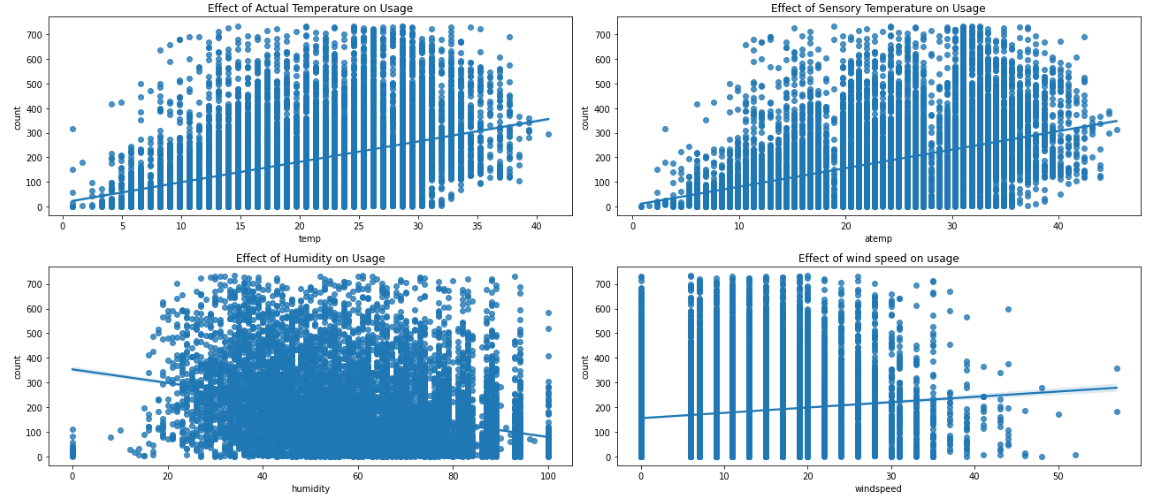 Effect of Actual Temperature on Usage
count
700
600
500
400
300
200
100
0
0 5 10 15 20 25 30 35 40
temp
Effect of Sensory Temperature on Usage
count
700
600
500
400
300
200
100
0
0 10 20 30 40
atemp
Effect of Humidity on Usage
count
700
600
500
400
300
200
100
0
0 20 40 60 80 100
humidity
Effect of wind speed on usage
count
700
600
500
400
300
200
100
0
0 10 20 30 40 50
windspeed